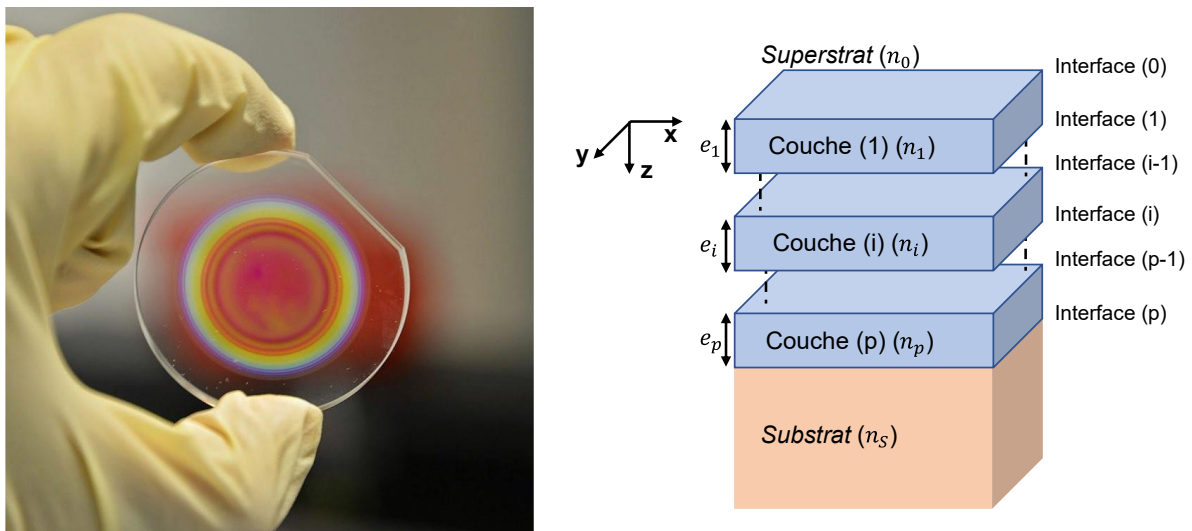 Superstrat (n₀)
Interface (0)
Interface (1)
x
e₁
Couche (1) (n₁)
y
z
Interface (i-1)
Interface (i)
eᵢ
Couche (i) (nᵢ)
Interface (p-1)
Interface (p)
eₚ
Couche (p) (nₚ)
Substrat (n_S)